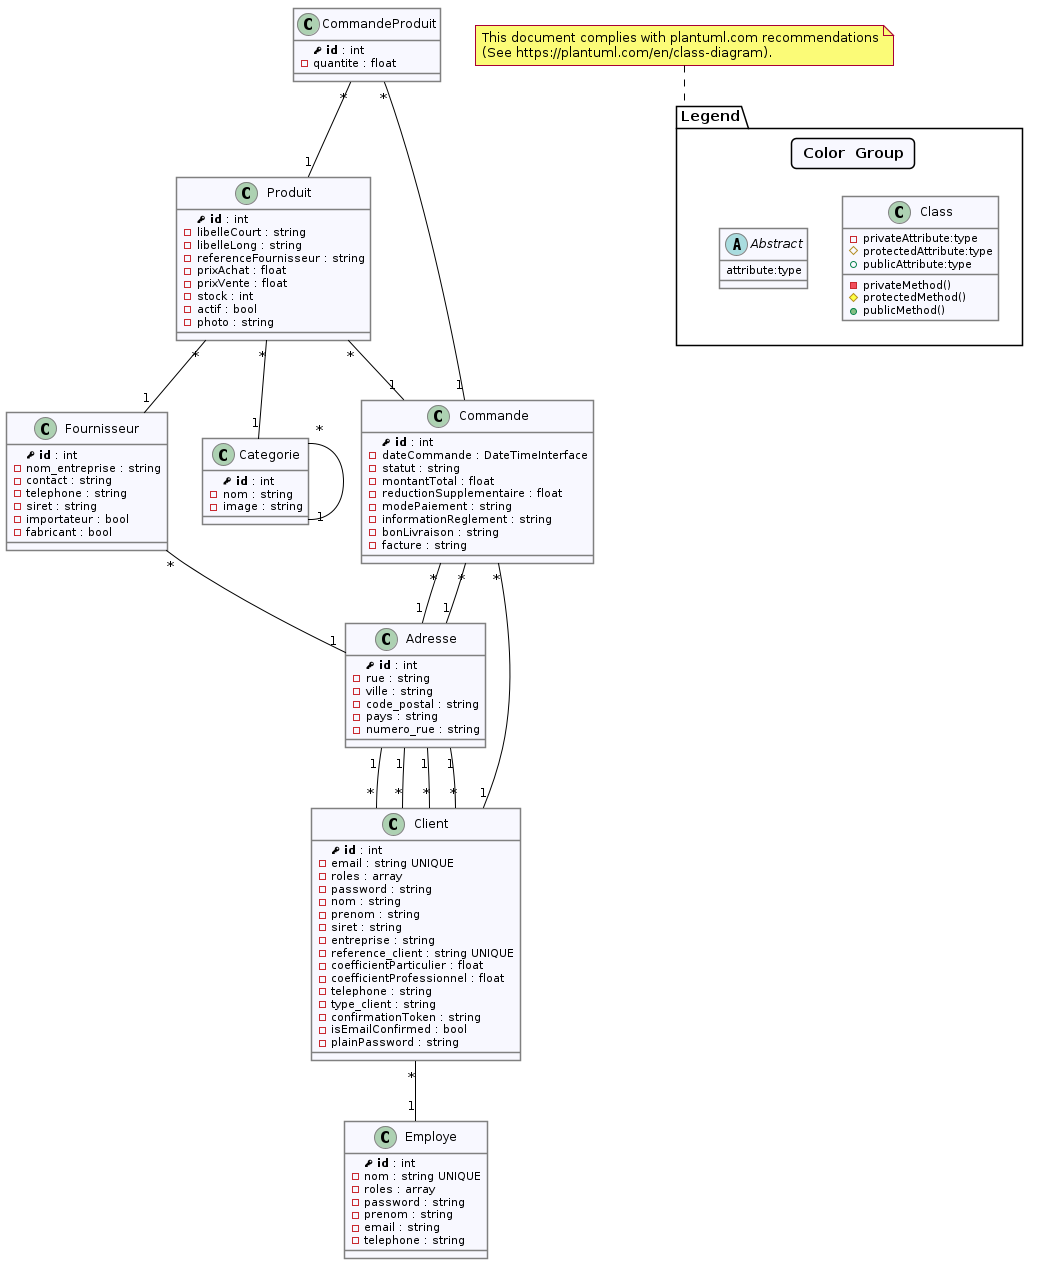 CommandeProduit
id : int
quantite : float
This document complies with plantuml.com recommendations
(See https://plantuml.com/en/class-diagram).
Legend
Color Group
Abstract
attribute:type
Class
privateAttribute:type
protectedAttribute:type
publicAttribute:type
privateMethod()
protectedMethod()
publicMethod()
* *
1
Produit
id : int
libelleCourt : string
libelleLong : string
referenceFournisseur : string
prixAchat : float
prixVente : float
stock : int
actif : bool
photo : string
* * *
1 1 1 1
Fournisseur
id : int
nom_entreprise : string
contact : string
telephone : string
siret : string
importateur : bool
fabricant : bool
Categorie
id : int
nom : string
image : string
*
1
Commande
id : int
dateCommande : DateTimeInterface
statut : string
montantTotal : float
reductionSupplementaire : float
modePaiement : string
informationReglement : string
bonLivraison : string
facture : string
* * * *
1 1 1
Adresse
id : int
rue : string
ville : string
code_postal : string
pays : string
numero_rue : string
1 1 1 1
* * * * 1
Client
id : int
email : string UNIQUE
roles : array
password : string
nom : string
prenom : string
siret : string
entreprise : string
reference_client : string UNIQUE
coefficientParticulier : float
coefficientProfessionnel : float
telephone : string
type_client : string
confirmationToken : string
isEmailConfirmed : bool
plainPassword : string
*
1
Employe
id : int
nom : string UNIQUE
roles : array
password : string
prenom : string
email : string
telephone : string